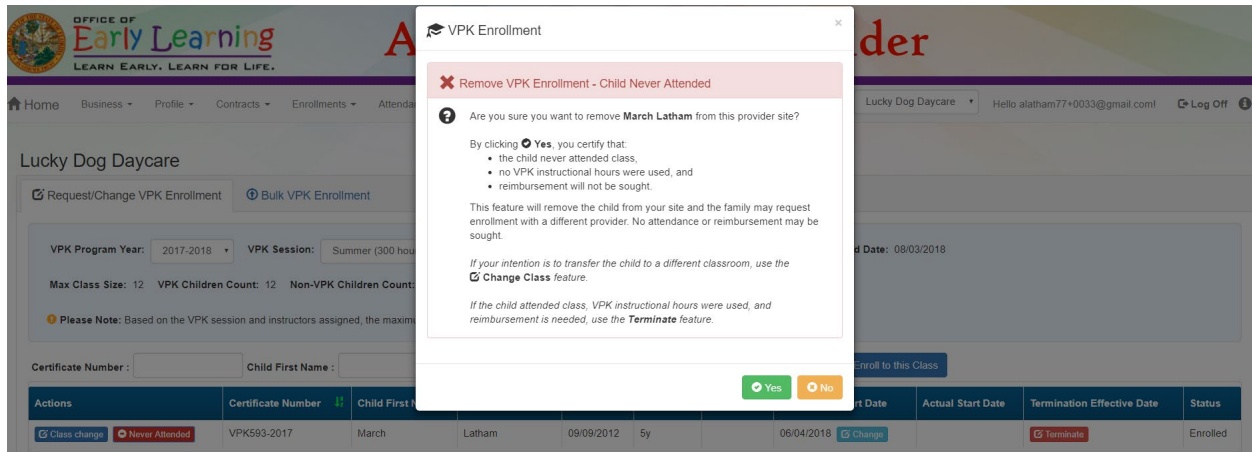 OFFICE OF
Early Learning
LEARN EARLY. LEARN FOR LIFE.
A
der
VPK Enrollment
×
Remove VPK Enrollment - Child Never Attended
Are you sure you want to remove March Latham from this provider site?
By clicking Yes, you certify that:
• the child never attended class,
• no VPK instructional hours were used, and
• reimbursement will not be sought.
This feature will remove the child from your site and the family may request
enrollment with a different provider. No attendance or reimbursement may be
sought.
If your intention is to transfer the child to a different classroom, use the
Change Class feature.
If the child attended class, VPK instructional hours were used, and
reimbursement is needed, use the Terminate feature.
Yes No
Home Business Profile Contracts Enrollments Attenda Lucky Dog Daycare Hello alatham77+0033@gmail.com! Log Off
Lucky Dog Daycare
Request/Change VPK Enrollment Bulk VPK Enrollment
VPK Program Year: 2017-2018 VPK Session: Summer (300 hou d Date: 08/03/2018
Max Class Size: 12 VPK Children Count: 12 Non-VPK Children Count:
Please Note: Based on the VPK session and instructors assigned, the maxim
Certificate Number : Child First Name : Enroll to this Class
Actions Certificate Number Child First N rt Date Actual Start Date Termination Effective Date Status
Class change Never Attended VPK593-2017 March Latham 09/09/2012 5y 06/04/2018 Change Terminate Enrolled